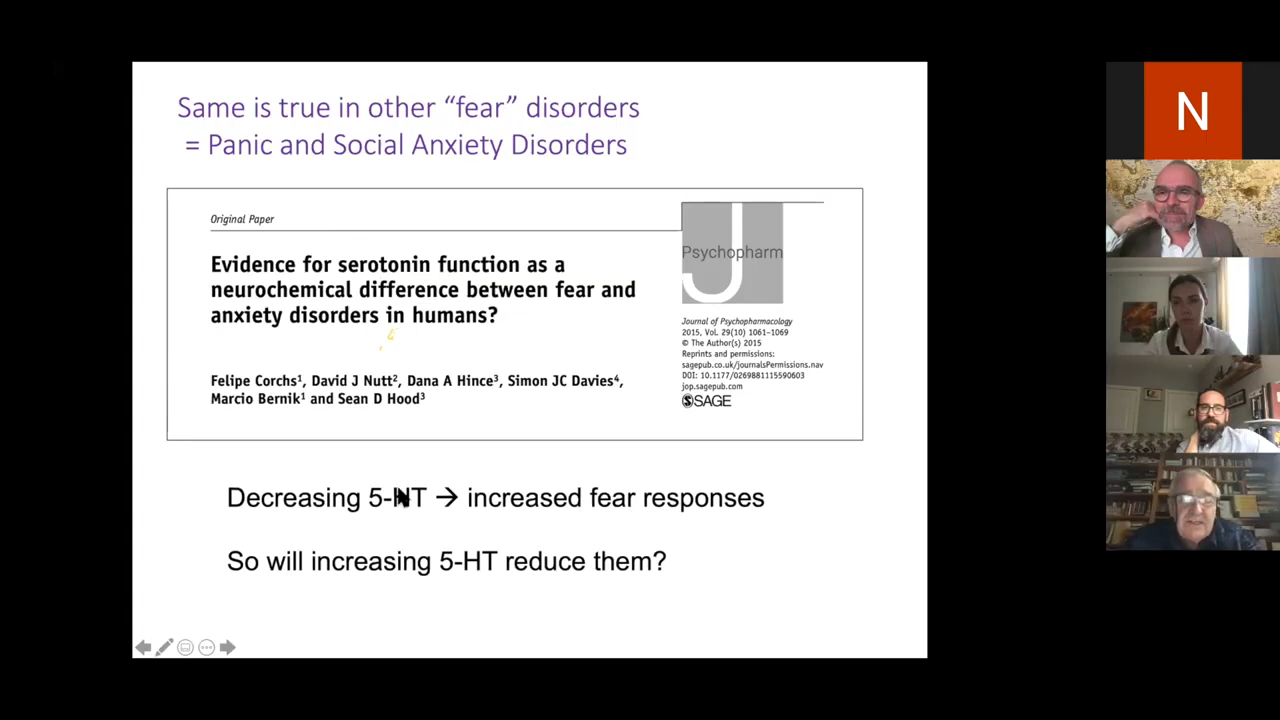 Same is true in other “fear” disorders
= Panic and Social Anxiety Disorders
Original Paper
Evidence for serotonin function as a
neurochemical difference between fear and
anxiety disorders in humans?
Felipe Corchs¹, David J Nutt², Dana A Hince³, Simon JC Davies⁴,
Marcio Bernik¹ and Sean D Hood³
J
Psychopharm
Journal of Psychopharmacology
2015, Vol. 29(10) 1061–1069
© The Author(s) 2015
Reprints and permissions:
sagepub.co.uk/journalsPermissions.nav
DOI: 10.1177/0269881115590603
jop.sagepub.com
SAGE
Decreasing 5-HT → increased fear responses
So will increasing 5-HT reduce them?
N